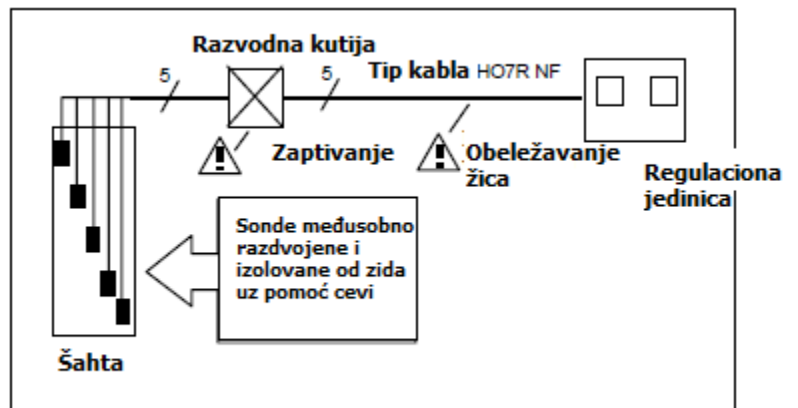 Razvodna kutija
5
5
Tip kabla HO7R NF
Zaptivanje
Obeležavanje
žica
Regulaciona
jedinica
Sonde međusobno
razdvojene i
izolovane od zida
uz pomoć cevi
Šahta